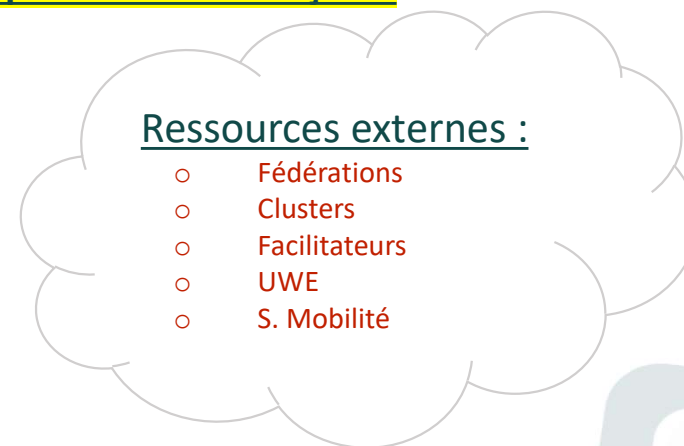 Ressources externes :
o Fédérations
o Clusters
o Facilitateurs
o UWE
o S. Mobilité